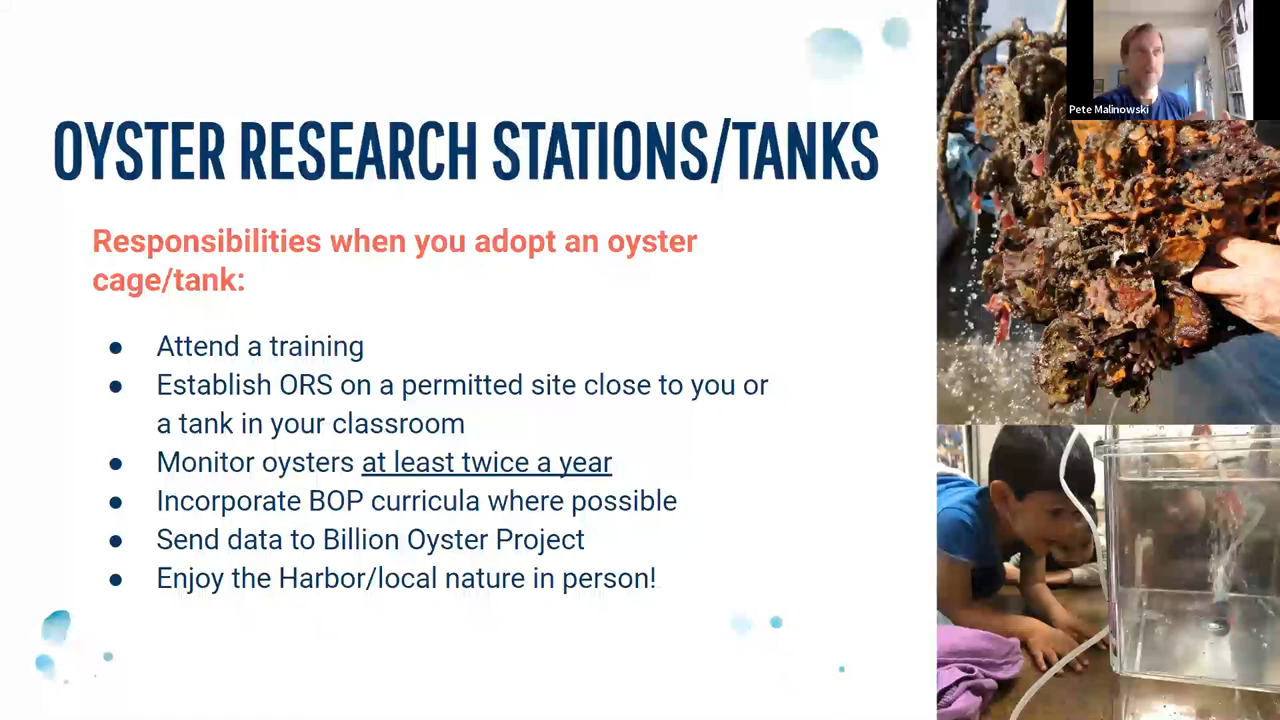 Pete Malinowski
OYSTER RESEARCH STATIONS/TANKS
Responsibilities when you adopt an oyster
cage/tank:
● Attend a training
● Establish ORS on a permitted site close to you or
a tank in your classroom
● Monitor oysters at least twice a year
● Incorporate BOP curricula where possible
● Send data to Billion Oyster Project
● Enjoy the Harbor/local nature in person!